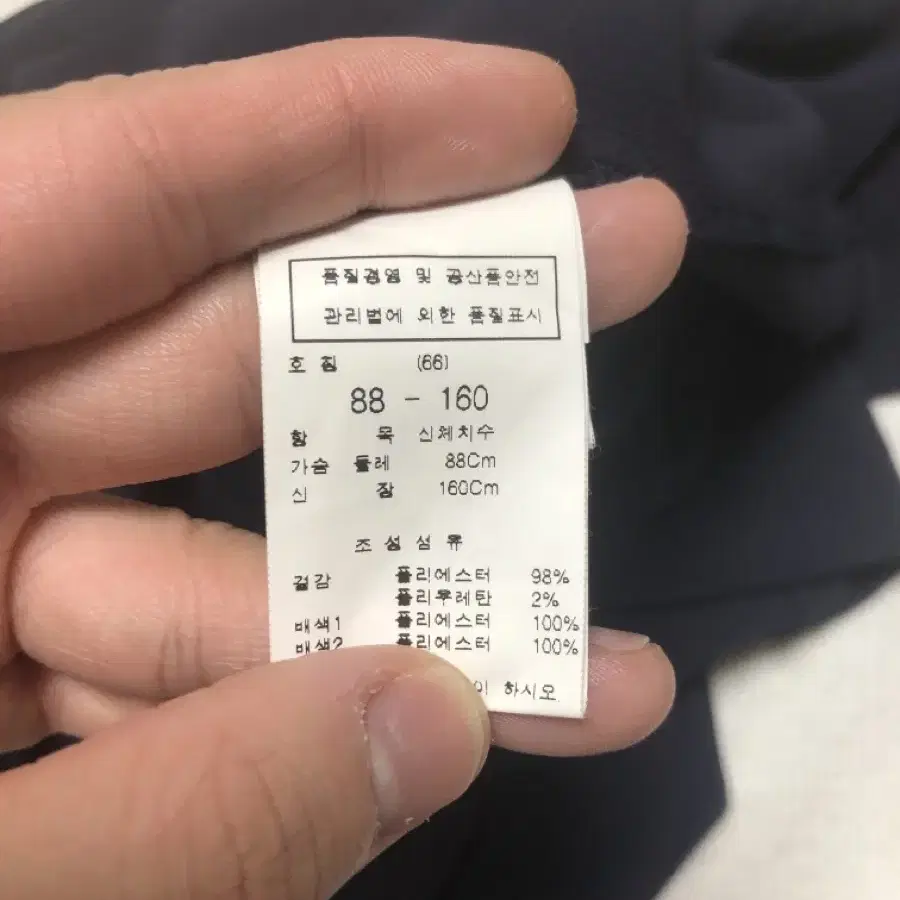 품질경영 및 공산품안전
관리법에 의한 품질표시
호 칭 (66)
88 - 160
항 목 신체치수
가슴 둘레 88Cm
신 장 160Cm
조 성 섬 유
겉감 폴리에스터 98%
폴리우레탄 2%
배색1 폴리에스터 100%
배색2 폴리에스터 100%
하시오